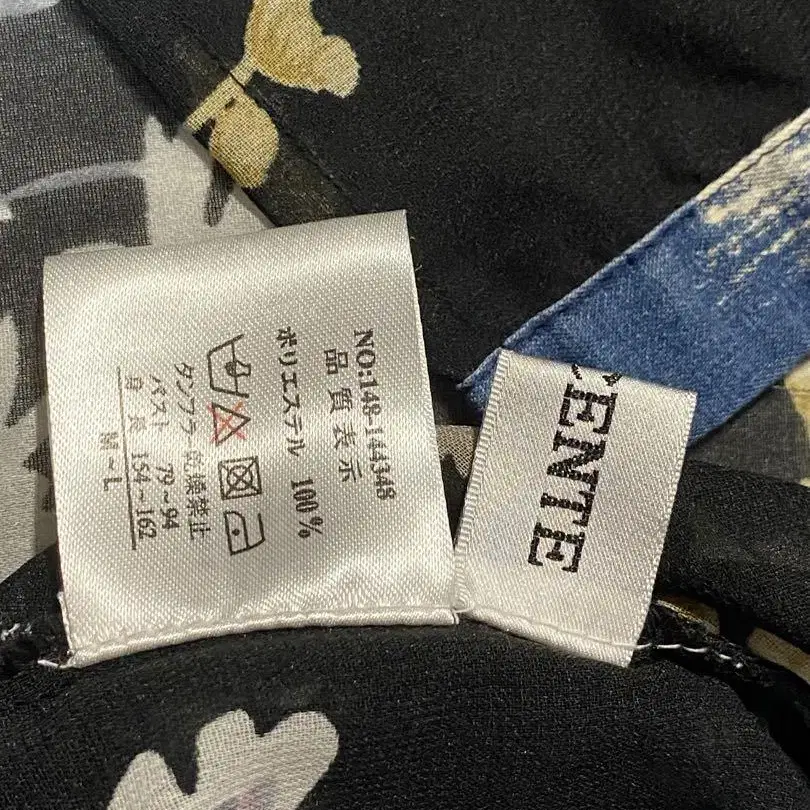 NO:148-144348
品質表示
ポリエステル 100%
タンブラー乾燥禁止
バスト 79~94
身長 154~162
M~L
CENTE